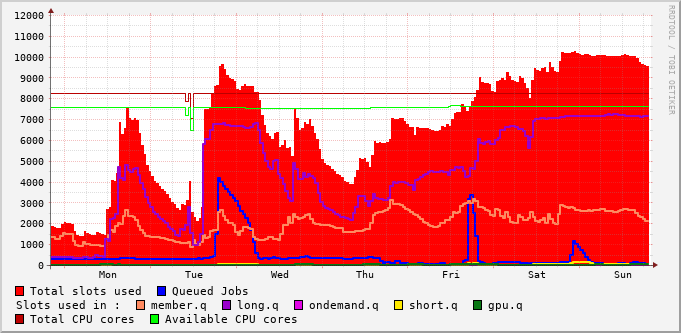 12000
11000
10000
9000
8000
7000
6000
5000
4000
3000
2000
1000
0
Mon Tue Wed Thu Fri Sat Sun
RRDTOOL / TOBI OETIKER
Total slots used Queued Jobs
Slots used in : member.q long.q ondemand.q short.q gpu.q
Total CPU cores Available CPU cores